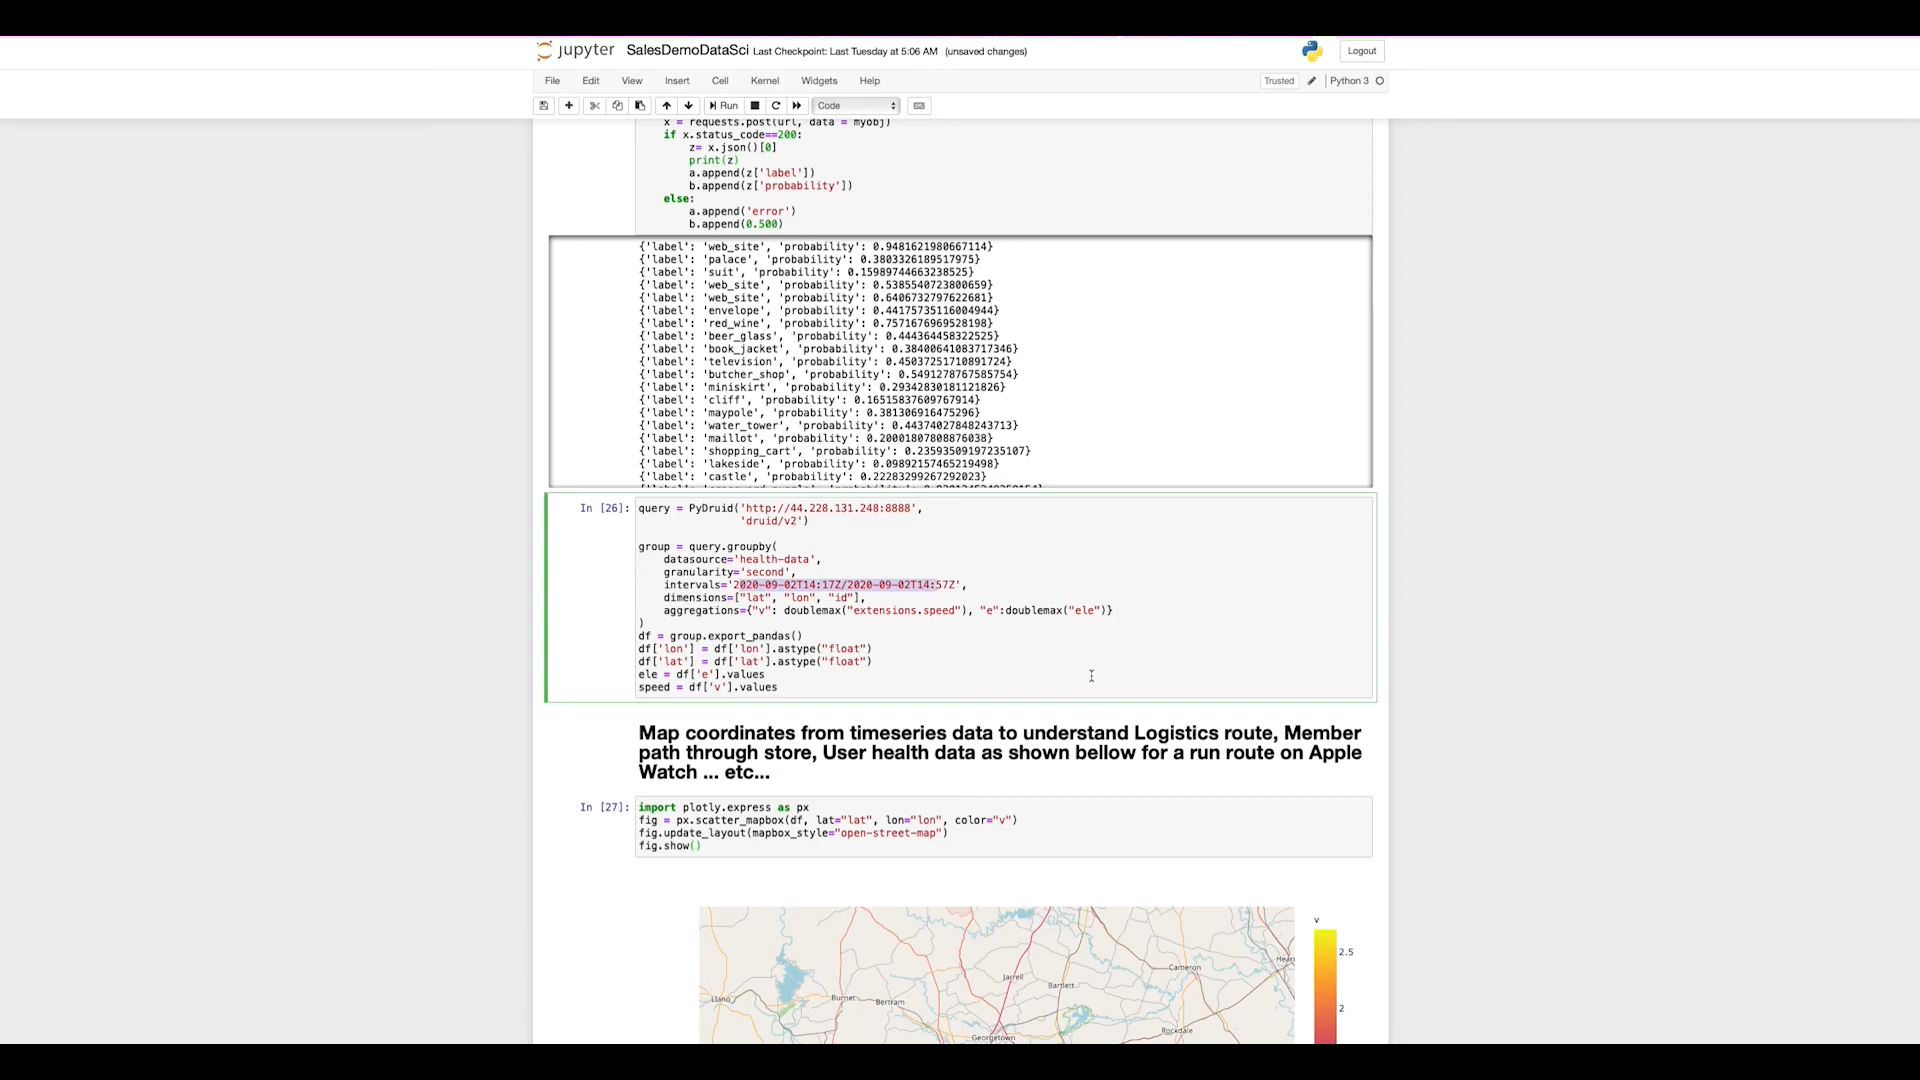 jupyter SalesDemoDataSci Last Checkpoint: Last Tuesday at 5:06 AM (unsaved changes) Logout
File Edit View Insert Cell Kernel Widgets Help Trusted Python 3
Run Code
x = requests.post(url, data = myobj)
if x.status_code==200:
z= x.json()[0]
print(z)
a.append(z['label'])
b.append(z['probability'])
else:
a.append('error')
b.append(0.500)
{'label': 'web_site', 'probability': 0.9481621980667114}
{'label': 'palace', 'probability': 0.3803326189517975}
{'label': 'suit', 'probability': 0.15989744663238525}
{'label': 'web_site', 'probability': 0.5385540723800659}
{'label': 'web_site', 'probability': 0.6406732797622681}
{'label': 'envelope', 'probability': 0.44175735116004944}
{'label': 'red_wine', 'probability': 0.7571676969528198}
{'label': 'beer_glass', 'probability': 0.444364458322525}
{'label': 'book_jacket', 'probability': 0.38400641083717346}
{'label': 'television', 'probability': 0.45037251710891724}
{'label': 'butcher_shop', 'probability': 0.5491278767585754}
{'label': 'miniskirt', 'probability': 0.29342830181121826}
{'label': 'cliff', 'probability': 0.16515837609767914}
{'label': 'maypole', 'probability': 0.381306916475296}
{'label': 'water_tower', 'probability': 0.44374027848243713}
{'label': 'maillot', 'probability': 0.20001807808876038}
{'label': 'shopping_cart', 'probability': 0.23593509197235107}
{'label': 'lakeside', 'probability': 0.09892157465219498}
{'label': 'castle', 'probability': 0.22283299267292023}
In [26]: query = PyDruid('http://44.228.131.248:8888',
'druid/v2')
group = query.groupby(
datasource='health-data',
granularity='second',
intervals='2020-09-02T14:17Z/2020-09-02T14:57Z',
dimensions=["lat", "lon", "id"],
aggregations={"v": doublemax("extensions.speed"), "e":doublemax("ele")}
)
df = group.export_pandas()
df['lon'] = df['lon'].astype("float")
df['lat'] = df['lat'].astype("float")
ele = df['e'].values
speed = df['v'].values
Map coordinates from timeseries data to understand Logistics route, Member
path through store, User health data as shown bellow for a run route on Apple
Watch ... etc...
In [27]: import plotly.express as px
fig = px.scatter_mapbox(df, lat="lat", lon="lon", color="v")
fig.update_layout(mapbox_style="open-street-map")
fig.show()
v
2.5
Hearn
Cameron
Jarrell
Bartlett
Llano
Burnet
Bertram
2
Rockdale
Georgetown